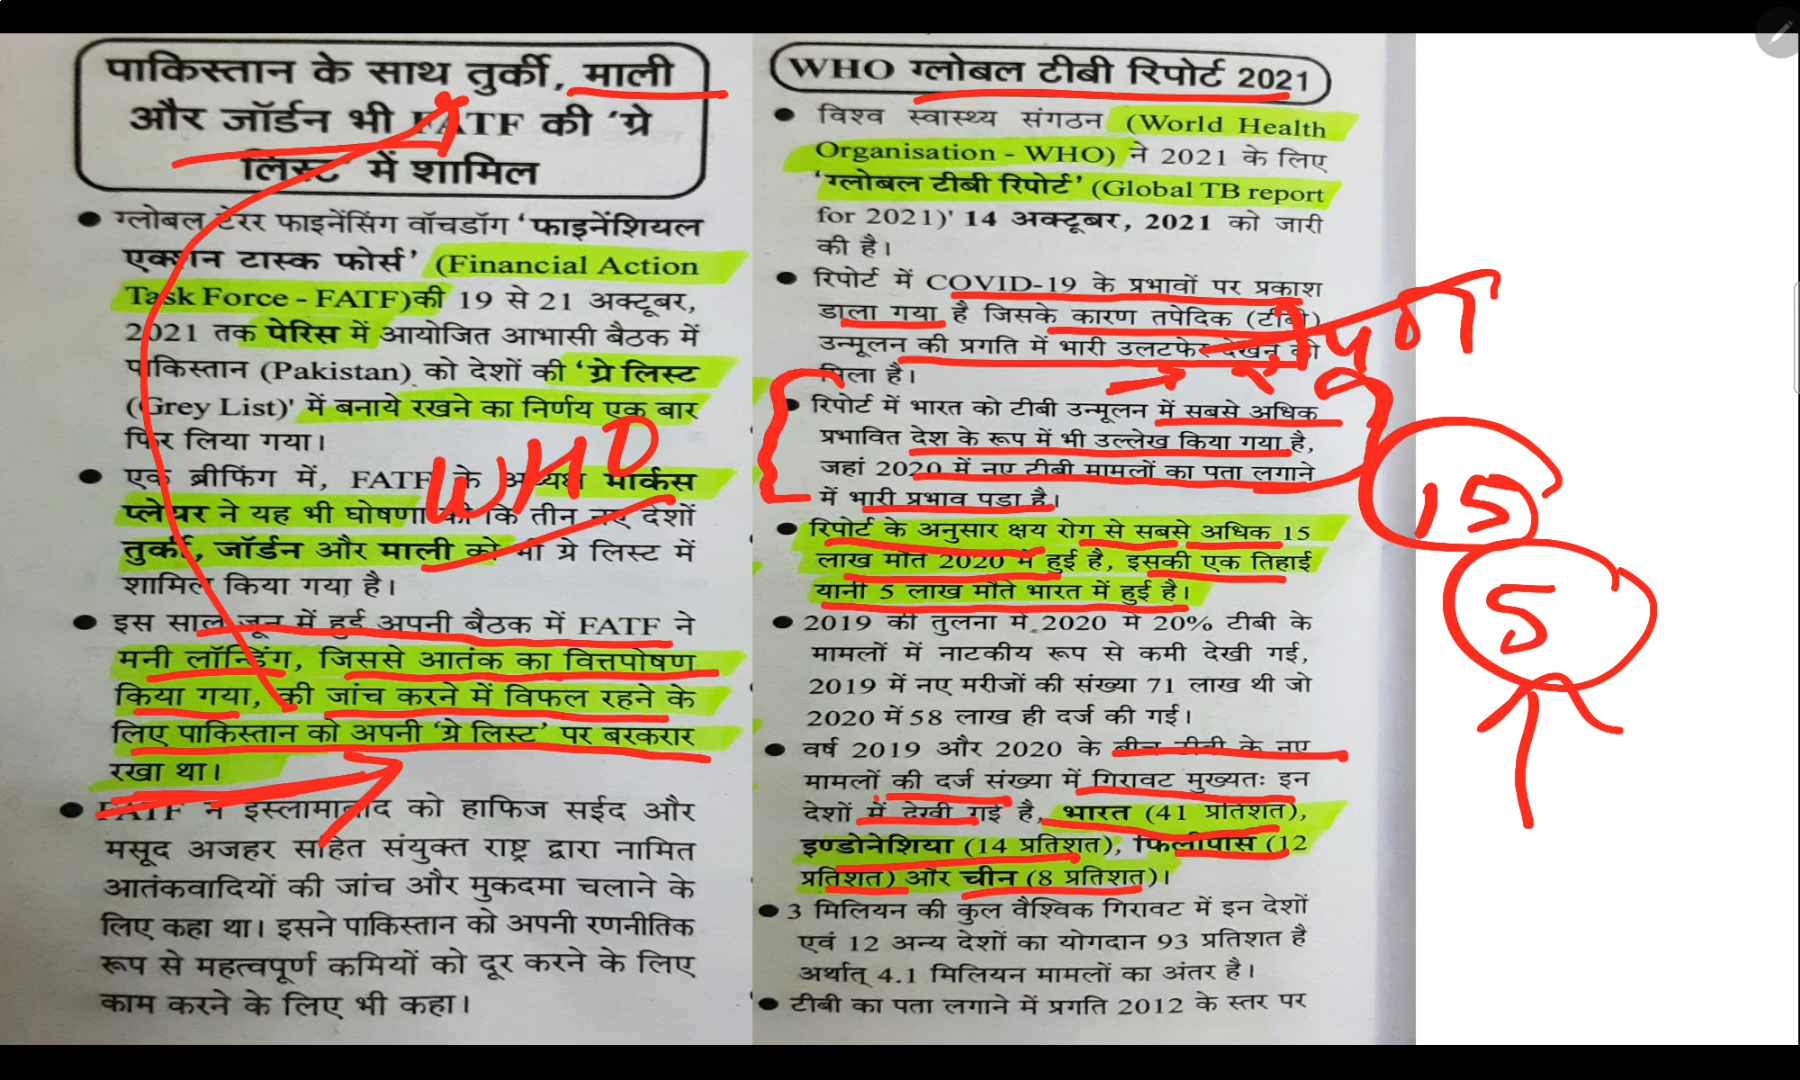 पाकिस्तान के साथ तुर्की, माली
और जॉर्डन भी FATF की ‘ग्रे
लिस्ट’ में शामिल
● ग्लोबल टेरर फाइनेंसिंग वॉचडॉग ‘फाइनेंशियल
एक्शन टास्क फोर्स’ (Financial Action
Task Force - FATF)की 19 से 21 अक्टूबर,
2021 तक पेरिस में आयोजित आभासी बैठक में
पाकिस्तान (Pakistan) को देशों की ‘ग्रे लिस्ट
(Grey List)' में बनाये रखने का निर्णय एक बार
फिर लिया गया।
● एक ब्रीफिंग में, FATF के अध्यक्ष मार्कस
प्लेयर ने यह भी घोषणा की कि तीन नए देशों
तुर्की, जॉर्डन और माली को भी ग्रे लिस्ट में
शामिल किया गया है।
● इस साल जून में हुई अपनी बैठक में FATF ने
मनी लॉन्ड्रिंग, जिससे आतंक का वित्तपोषण
किया गया, की जांच करने में विफल रहने के
लिए पाकिस्तान को अपनी ‘ग्रे लिस्ट’ पर बरकरार
रखा था।
● FATF ने इस्लामाबाद को हाफिज सईद और
मसूद अजहर सहित संयुक्त राष्ट्र द्वारा नामित
आतंकवादियों की जांच और मुकदमा चलाने के
लिए कहा था। इसने पाकिस्तान को अपनी रणनीतिक
रूप से महत्वपूर्ण कमियों को दूर करने के लिए
काम करने के लिए भी कहा।
WHO
WHO ग्लोबल टीबी रिपोर्ट 2021
● विश्व स्वास्थ्य संगठन (World Health
Organisation - WHO) ने 2021 के लिए
‘ग्लोबल टीबी रिपोर्ट’ (Global TB report
for 2021)' 14 अक्टूबर, 2021 को जारी
की है।
● रिपोर्ट में COVID-19 के प्रभावों पर प्रकाश
डाला गया है जिसके कारण तपेदिक (टीबी)
उन्मूलन की प्रगति में भारी उलटफेर देखने को
मिला है।
● रिपोर्ट में भारत को टीबी उन्मूलन में सबसे अधिक
प्रभावित देश के रूप में भी उल्लेख किया गया है,
जहां 2020 में नए टीबी मामलों का पता लगाने
में भारी प्रभाव पड़ा है।
● रिपोर्ट के अनुसार क्षय रोग से सबसे अधिक 15
लाख मौत 2020 में हुई है, इसकी एक तिहाई
यानी 5 लाख मौते भारत में हुई है।
● 2019 की तुलना में 2020 में 20% टीबी के
मामलों में नाटकीय रूप से कमी देखी गई,
2019 में नए मरीजों की संख्या 71 लाख थी जो
2020 में 58 लाख ही दर्ज की गई।
● वर्ष 2019 और 2020 के बीच टीबी के नए
मामलों की दर्ज संख्या में गिरावट मुख्यतः इन
देशों में देखी गई है, भारत (41 प्रतिशत),
इण्डोनेशिया (14 प्रतिशत), फिलीपींस (12
प्रतिशत) और चीन (8 प्रतिशत)।
● 3 मिलियन की कुल वैश्विक गिरावट में इन देशों
एवं 12 अन्य देशों का योगदान 93 प्रतिशत है
अर्थात् 4.1 मिलियन मामलों का अंतर है।
● टीबी का पता लगाने में प्रगति 2012 के स्तर पर
15
5